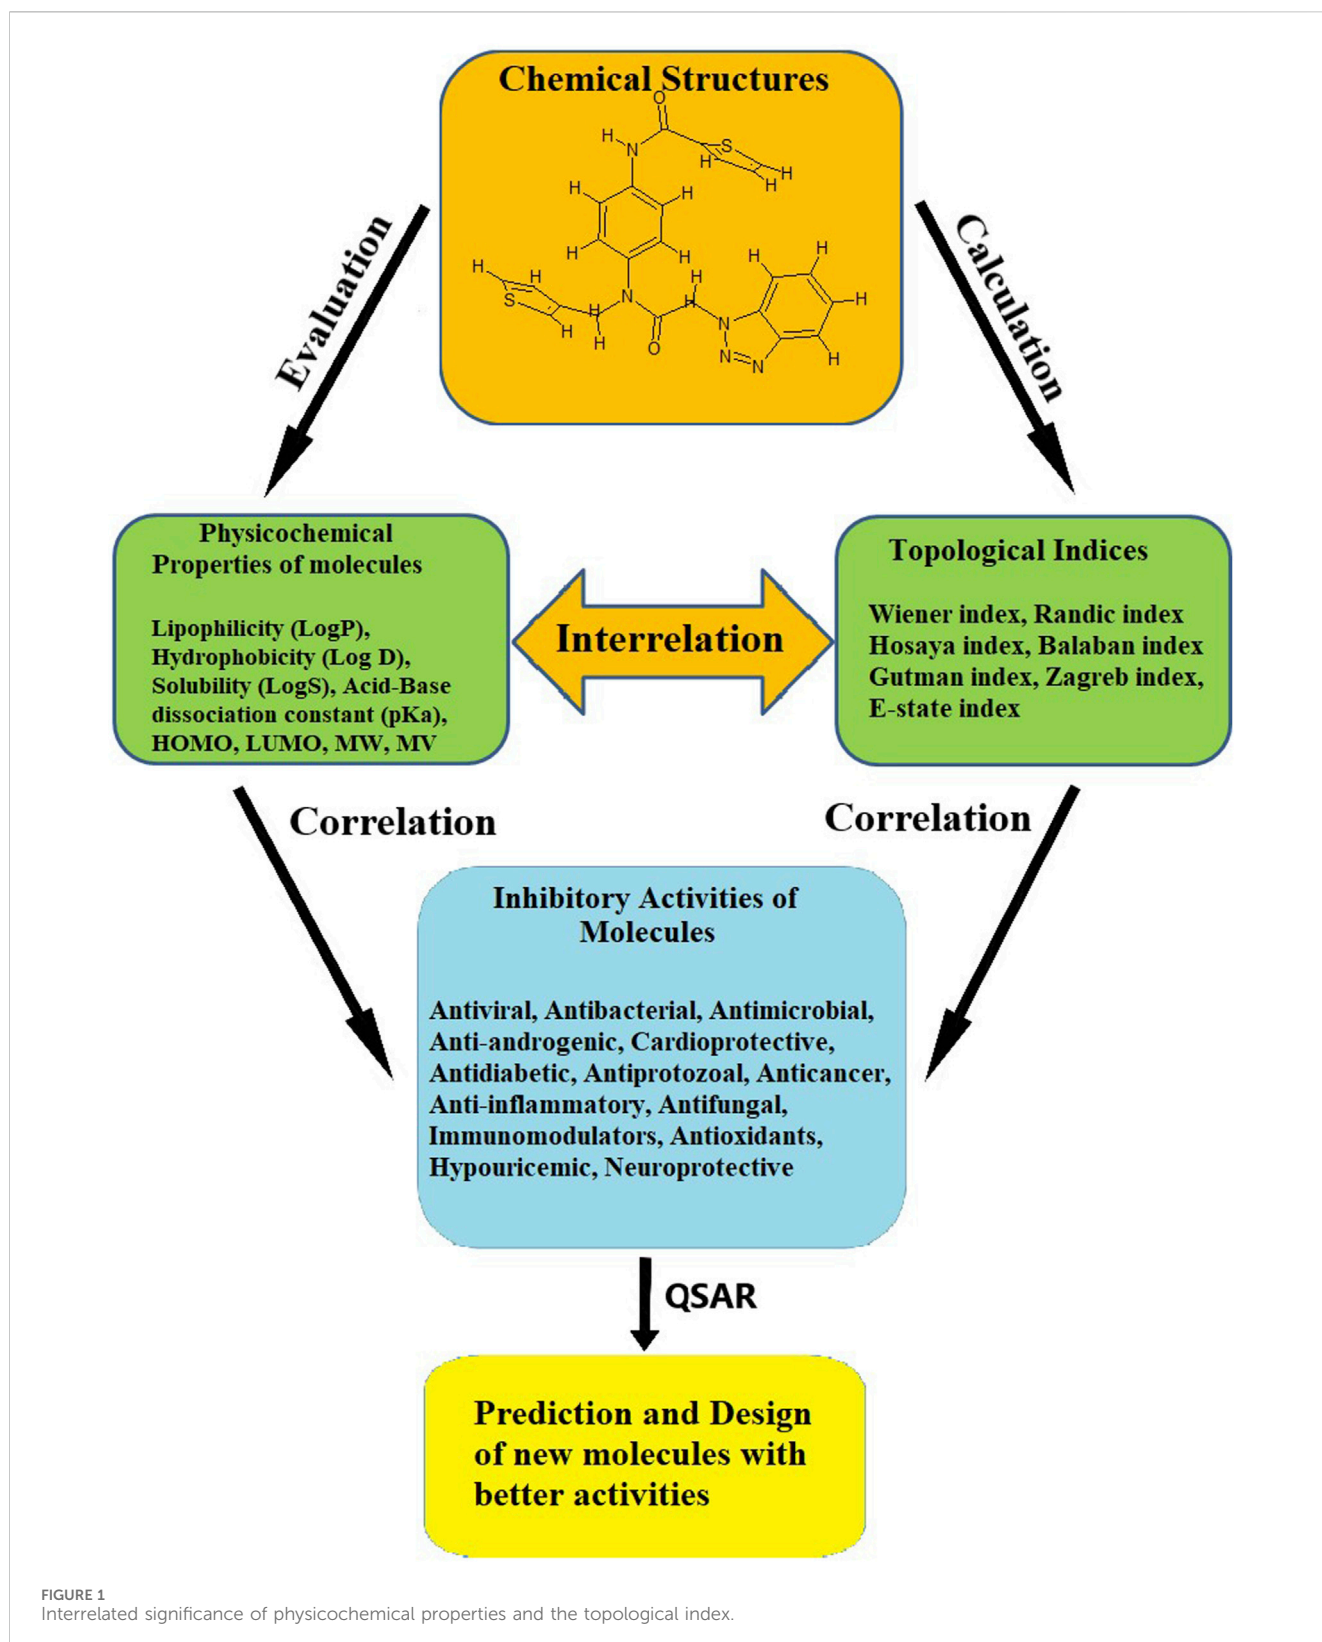 Chemical Structures
O
H
N
S
H
H
H
H
H
H
H
H
H
H
H
H
S
N
H
H
H
H
N
H
H
O
N
N
H
Evaluation
Calculation
Physicochemical
Properties of molecules
Lipophilicity (LogP),
Hydrophobicity (Log D),
Solubility (LogS), Acid-Base
dissociation constant (pKa),
HOMO, LUMO, MW, MV
Interrelation
Topological Indices
Wiener index, Randic index
Hosaya index, Balaban index
Gutman index, Zagreb index,
E-state index
Correlation
Correlation
Inhibitory Activities of
Molecules
Antiviral, Antibacterial, Antimicrobial,
Anti-androgenic, Cardioprotective,
Antidiabetic, Antiprotozoal, Anticancer,
Anti-inflammatory, Antifungal,
Immunomodulators, Antioxidants,
Hypouricemic, Neuroprotective
QSAR
Prediction and Design
of new molecules with
better activities
FIGURE 1
Interrelated significance of physicochemical properties and the topological index.